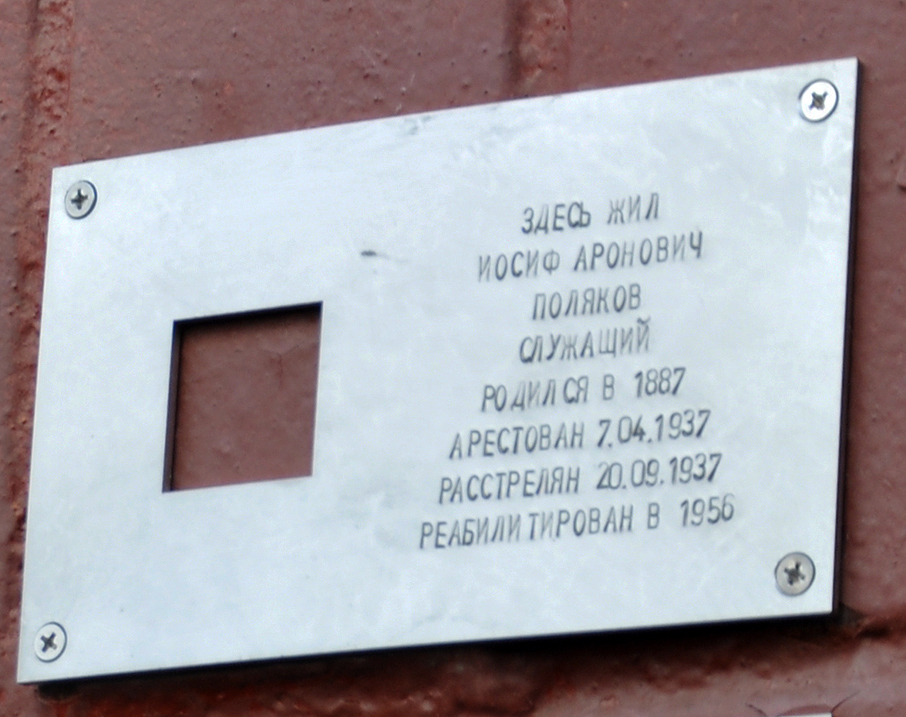 ЗДЕСЬ ЖИЛ
ИОСИФ АРОНОВИЧ
ПОЛЯКОВ
СЛУЖАЩИЙ
РОДИЛСЯ В 1887
АРЕСТОВАН 7.04.1937
РАССТРЕЛЯН 20.09.1937
РЕАБИЛИТИРОВАН В 1956